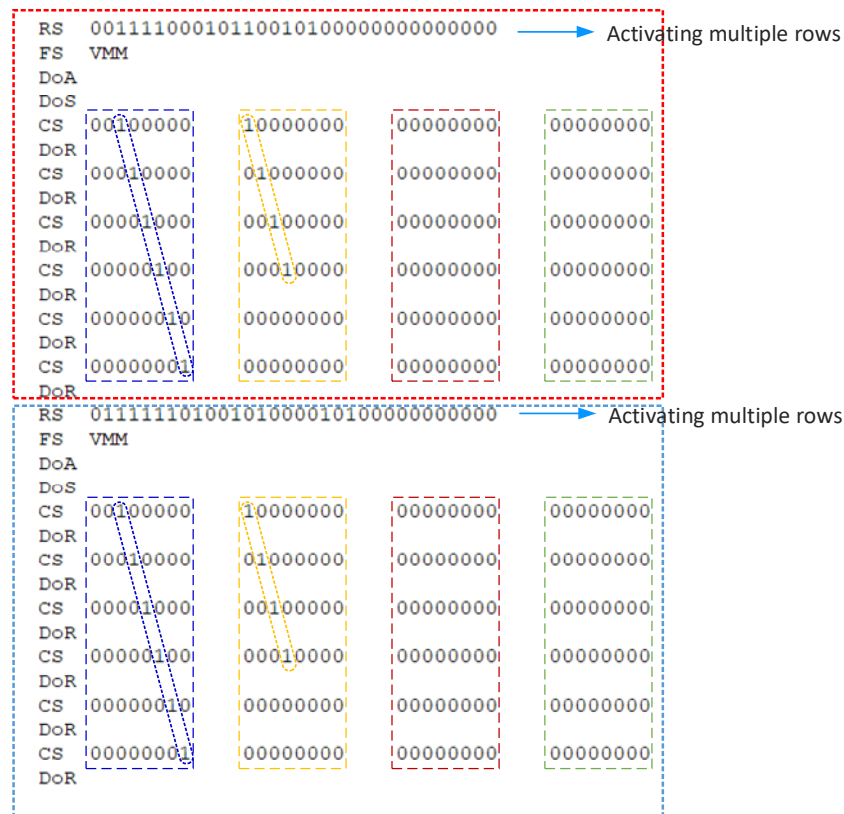 RS 00111100010110010100000000000000 Activating multiple rows
FS VMM
DoA
DoS
CS 00100000 10000000 00000000 00000000
DoR
CS 00010000 01000000 00000000 00000000
DoR
CS 00001000 00100000 00000000 00000000
DoR
CS 00000100 00010000 00000000 00000000
DoR
CS 00000010 00000000 00000000 00000000
DoR
CS 00000001 00000000 00000000 00000000
DoR
RS 01111111010010100001010000000000 Activating multiple rows
FS VMM
DoA
DoS
CS 00100000 10000000 00000000 00000000
DoR
CS 00010000 01000000 00000000 00000000
DoR
CS 00001000 00100000 00000000 00000000
DoR
CS 00000100 00010000 00000000 00000000
DoR
CS 00000010 00000000 00000000 00000000
DoR
CS 00000001 00000000 00000000 00000000
DoR